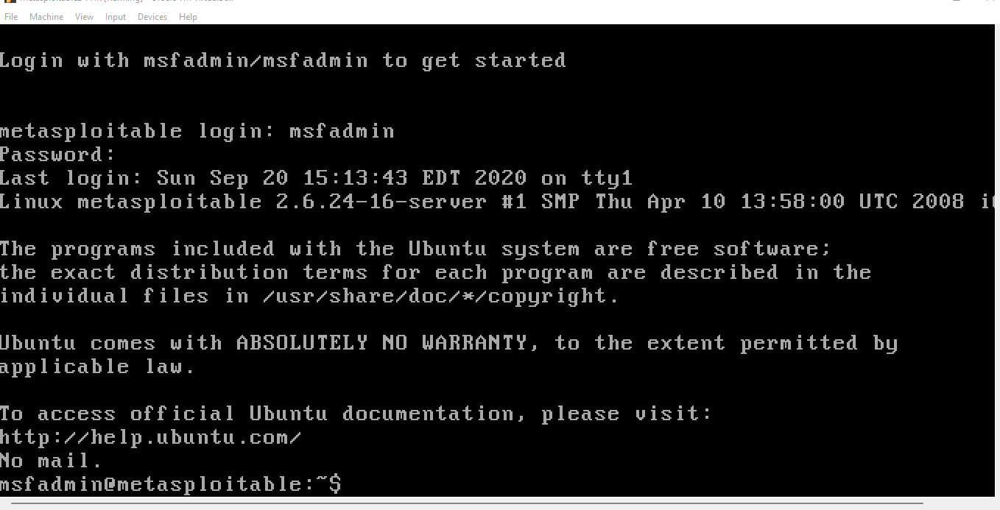 File Machine View Input Devices Help
Login with msfadmin/msfadmin to get started
metasploitable login: msfadmin
Password:
Last login: Sun Sep 20 15:13:43 EDT 2020 on tty1
Linux metasploitable 2.6.24-16-server #1 SMP Thu Apr 10 13:58:00 UTC 2008
The programs included with the Ubuntu system are free software;
the exact distribution terms for each program are described in the
individual files in /usr/share/doc/*/copyright.
Ubuntu comes with ABSOLUTELY NO WARRANTY, to the extent permitted by
applicable law.
To access official Ubuntu documentation, please visit:
http://help.ubuntu.com/
No mail.
msfadmin@metasploitable:~$